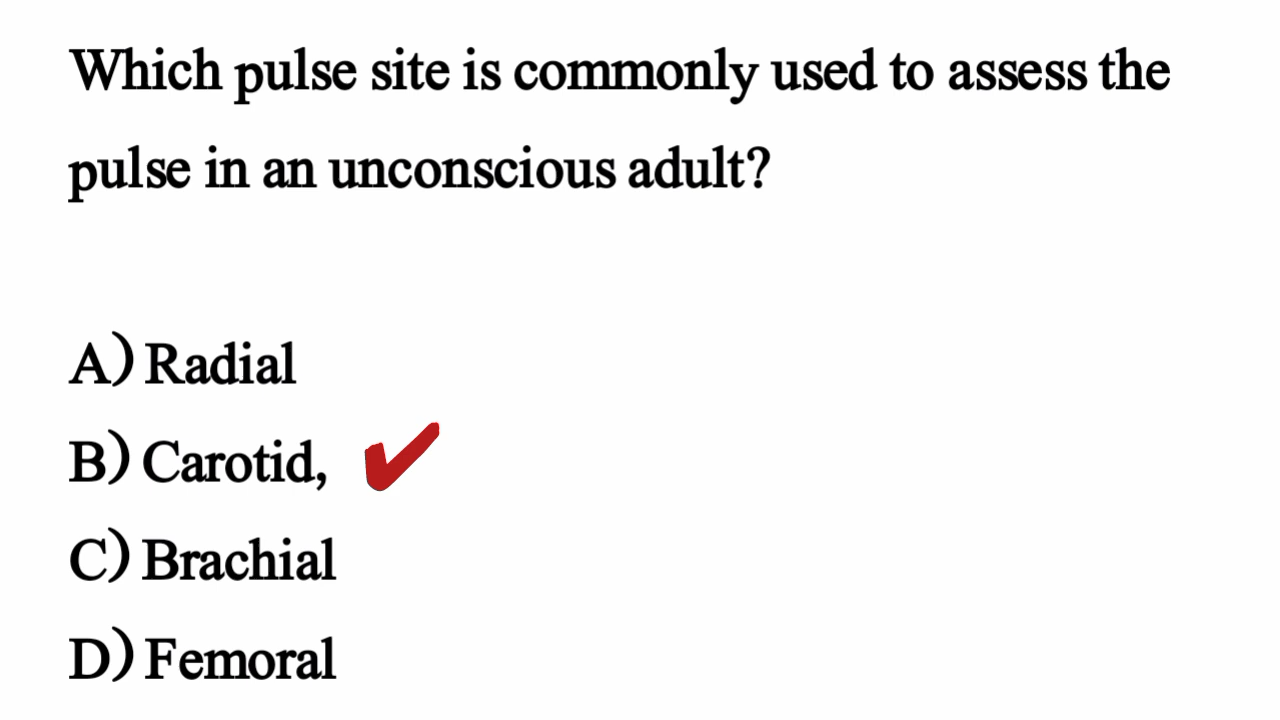 Which pulse site is commonly used to assess the
pulse in an unconscious adult?
A) Radial
B) Carotid,
C) Brachial
D) Femoral